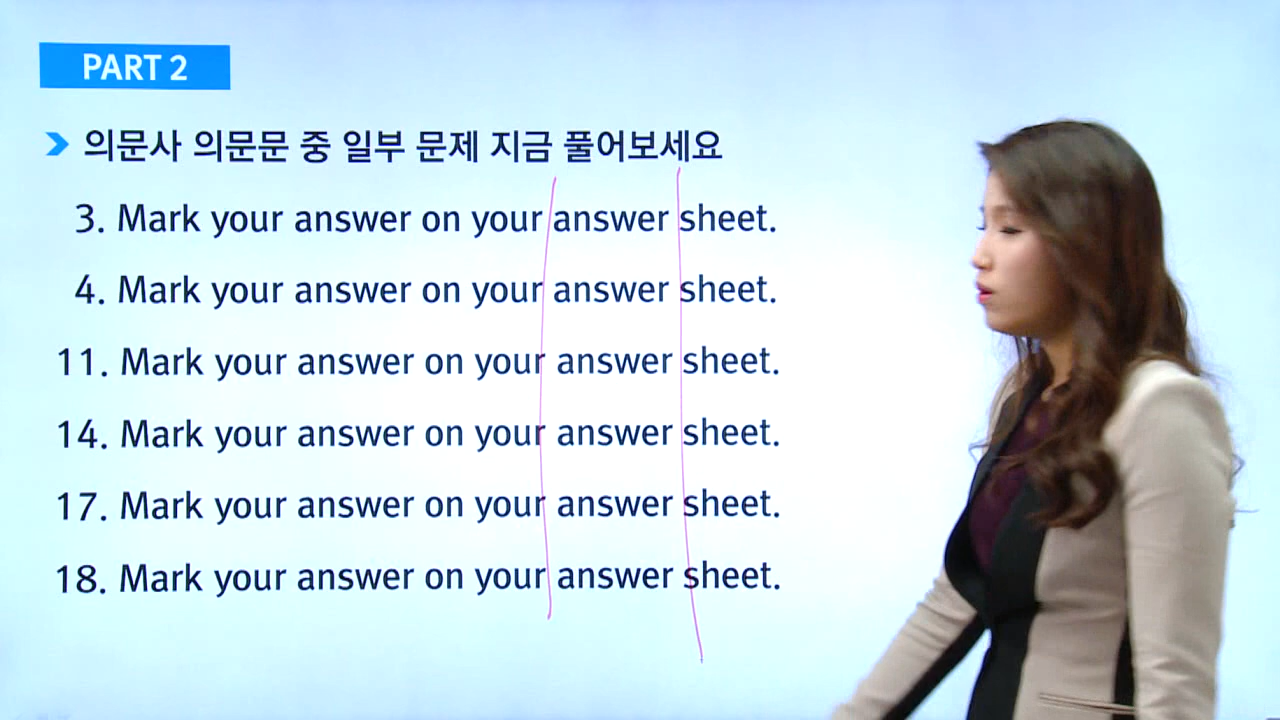 PART 2
의문사 의문문 중 일부 문제 지금 풀어보세요
3. Mark your answer on your answer sheet.
4. Mark your answer on your answer sheet.
11. Mark your answer on your answer sheet.
14. Mark your answer on your answer sheet.
17. Mark your answer on your answer sheet.
18. Mark your answer on your answer sheet.